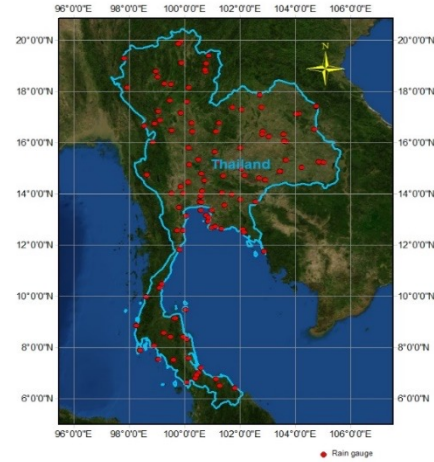 96°0'0"E 98°0'0"E 100°0'0"E 102°0'0"E 104°0'0"E 106°0'0"E
N
20°0'0"N 20°0'0"N
18°0'0"N 18°0'0"N
16°0'0"N 16°0'0"N
Thailand
14°0'0"N 14°0'0"N
12°0'0"N 12°0'0"N
10°0'0"N 10°0'0"N
8°0'0"N 8°0'0"N
6°0'0"N 6°0'0"N
96°0'0"E 98°0'0"E 100°0'0"E 102°0'0"E 104°0'0"E 106°0'0"E
Rain gauge